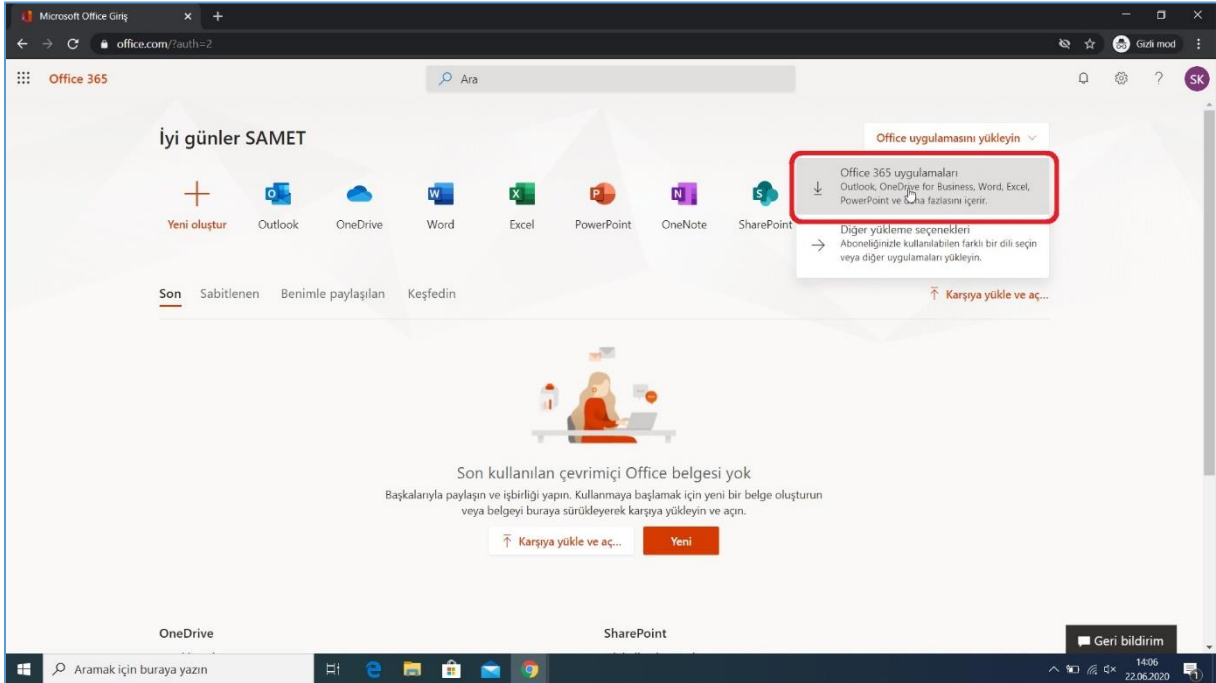 Microsoft Office Giriş
office.com/?auth=2
Gizli mod
Office 365
Ara
SK
İyi günler SAMET
Office uygulamasını yükleyin
Office 365 uygulamaları
Outlook, OneDrive for Business, Word, Excel,
PowerPoint ve daha fazlasını içerir.
Yeni oluştur
Outlook
OneDrive
Word
Excel
PowerPoint
OneNote
SharePoint
Diğer yükleme seçenekleri
Aboneliğinizle kullanılabilen farklı bir dili seçin
veya diğer uygulamaları yükleyin.
Son Sabitlenen Benimle paylaşılan Keşfedin
Karşıya yükle ve aç...
Son kullanılan çevrimiçi Office belgesi yok
Başkalarıyla paylaşın ve işbirliği yapın. Kullanmaya başlamak için yeni bir belge oluşturun
veya belgeyi buraya sürükleyerek karşıya yükleyin ve açın.
Karşıya yükle ve aç...
Yeni
OneDrive
SharePoint
Geri bildirim
Aramak için buraya yazın
14:06
22.06.2020